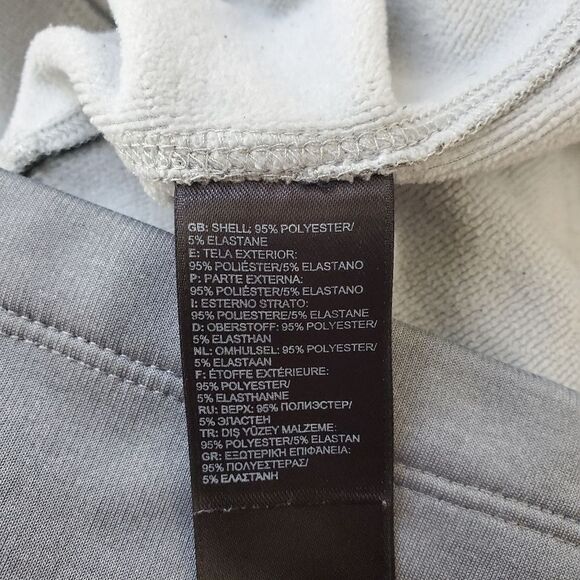 GB: SHELL: 95% POLYESTER/
5% ELASTANE
E: TELA EXTERIOR:
95% POLIÉSTER/5% ELASTANO
P: PARTE EXTERNA:
95% POLIÉSTER/5% ELASTANO
I: ESTERNO STRATO:
95% POLIESTERE/5% ELASTANE
D: OBERSTOFF: 95% POLYESTER/
5% ELASTHAN
NL: OMHULSEL: 95% POLYESTER/
5% ELASTAAN
F: ÉTOFFE EXTÉRIEURE:
95% POLYESTER/
5% ELASTHANNE
RU: ВЕРХ: 95% ПОЛИЭСТЕР/
5% ЭЛАСТЕН
TR: DIŞ YÜZEY MALZEME:
95% POLYESTER/5% ELASTAN
GR: ΕΞΩΤΕΡΙΚΗ ΕΠΙΦΑΝΕΙΑ:
95% ΠΟΛΥΕΣΤΕΡΑΣ/
5% ΕΛΑΣΤΑΝΗ